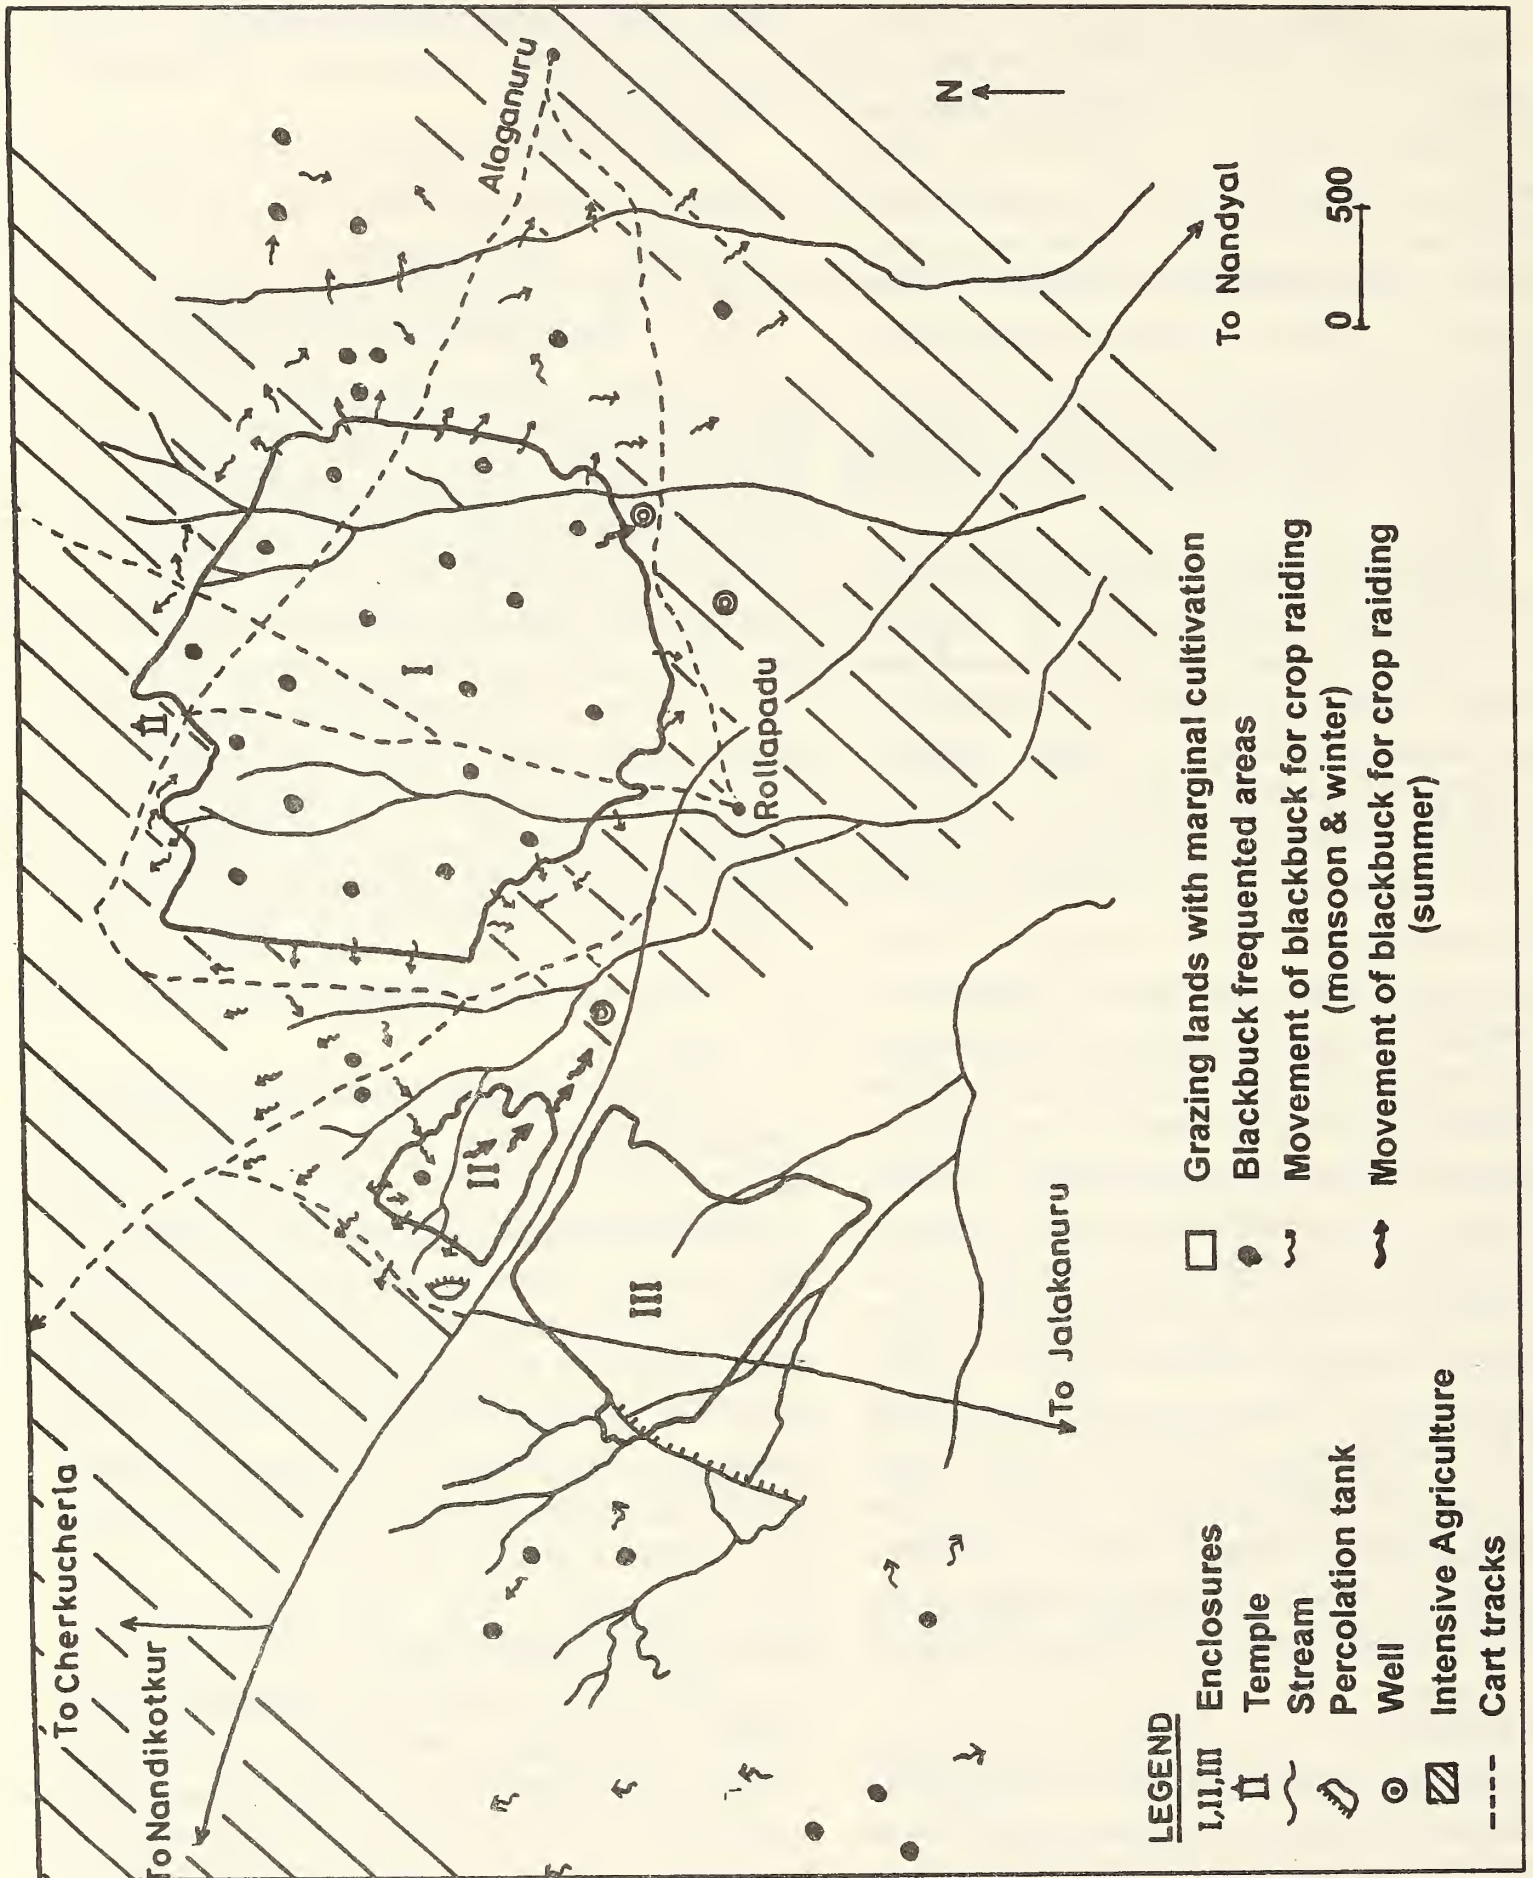 To Cherkucherla
To Nandikotkur
Alaganuru
N
I
II
III
Rollapadu
To Jalakanuru
To Nandyal
0 500
LEGEND
I,II,III Enclosures
Temple
Stream
Percolation tank
Well
Intensive Agriculture
Cart tracks
Grazing lands with marginal cultivation
Blackbuck frequented areas
Movement of blackbuck for crop raiding
(monsoon & winter)
Movement of blackbuck for crop raiding
(summer)